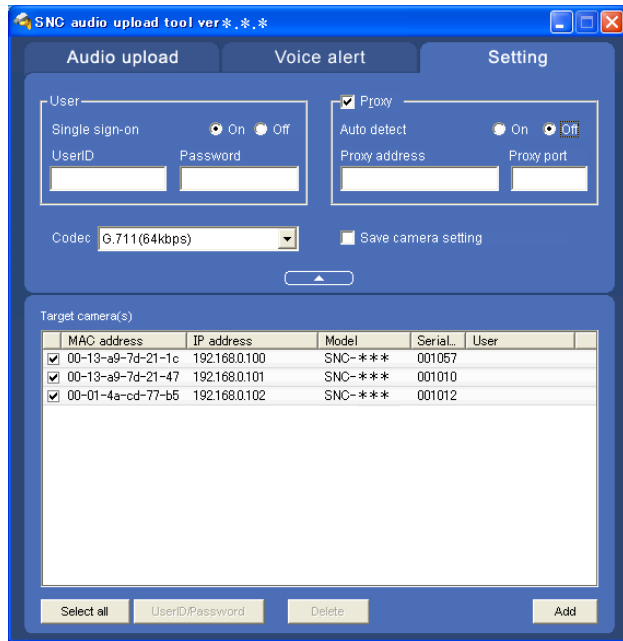 SNC audio upload tool ver*.*.*
Audio upload Voice alert Setting
User
Single sign-on On Off
UserID Password
Proxy
Auto detect On Off
Proxy address Proxy port
Codec G.711(64kbps)
Save camera setting
Target camera(s)
MAC address IP address Model Serial... User
00-13-a9-7d-21-1c 192.168.0.100 SNC-*** 001057
00-13-a9-7d-21-47 192.168.0.101 SNC-*** 001010
00-01-4a-cd-77-b5 192.168.0.102 SNC-*** 001012
Select all UserID/Password Delete Add